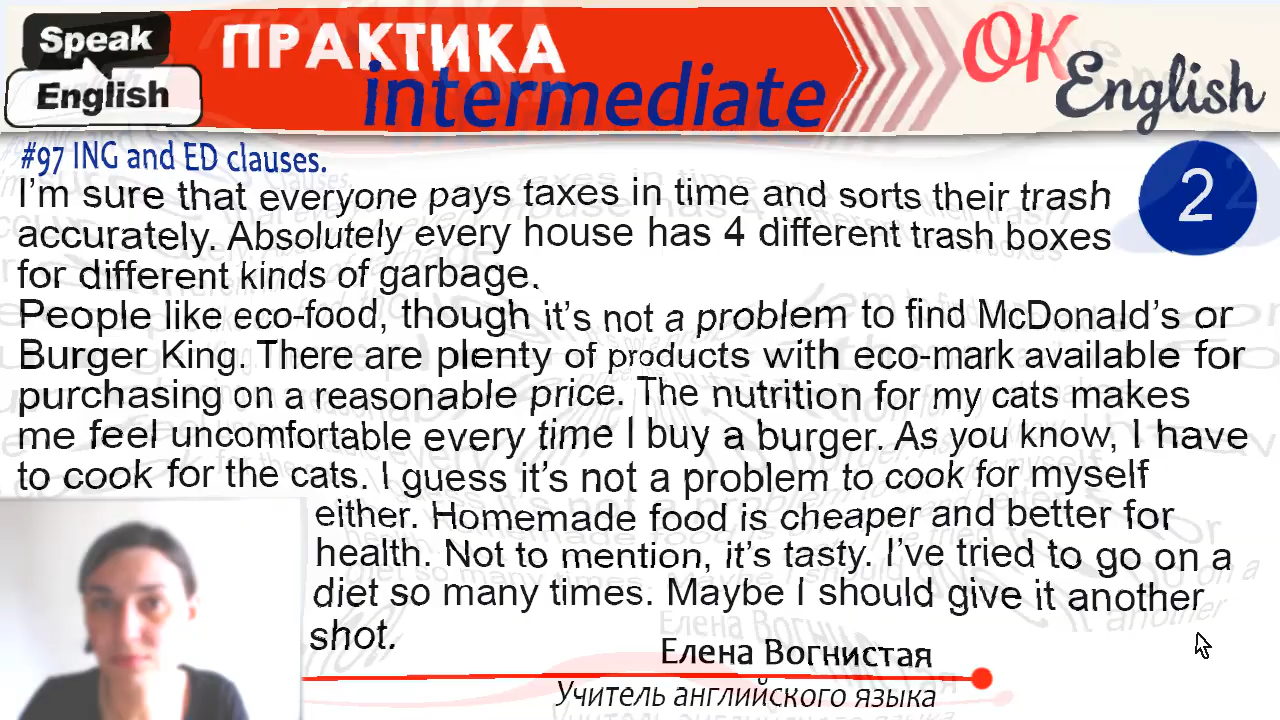 Speak
English
ПРАКТИКА
intermediate
OK
English
#97 ING and ED clauses.
2
I'm sure that everyone pays taxes in time and sorts their trash
accurately. Absolutely every house has 4 different trash boxes
for different kinds of garbage.
People like eco-food, though it's not a problem to find McDonald's or
Burger King. There are plenty of products with eco-mark available for
purchasing on a reasonable price. The nutrition for my cats makes
me feel uncomfortable every time I buy a burger. As you know, I have
to cook for the cats. I guess it's not a problem to cook for myself
either. Homemade food is cheaper and better for
health. Not to mention, it's tasty. I've tried to go on a
diet so many times. Maybe I should give it another
shot.
Елена Вогнистая
Учитель английского языка